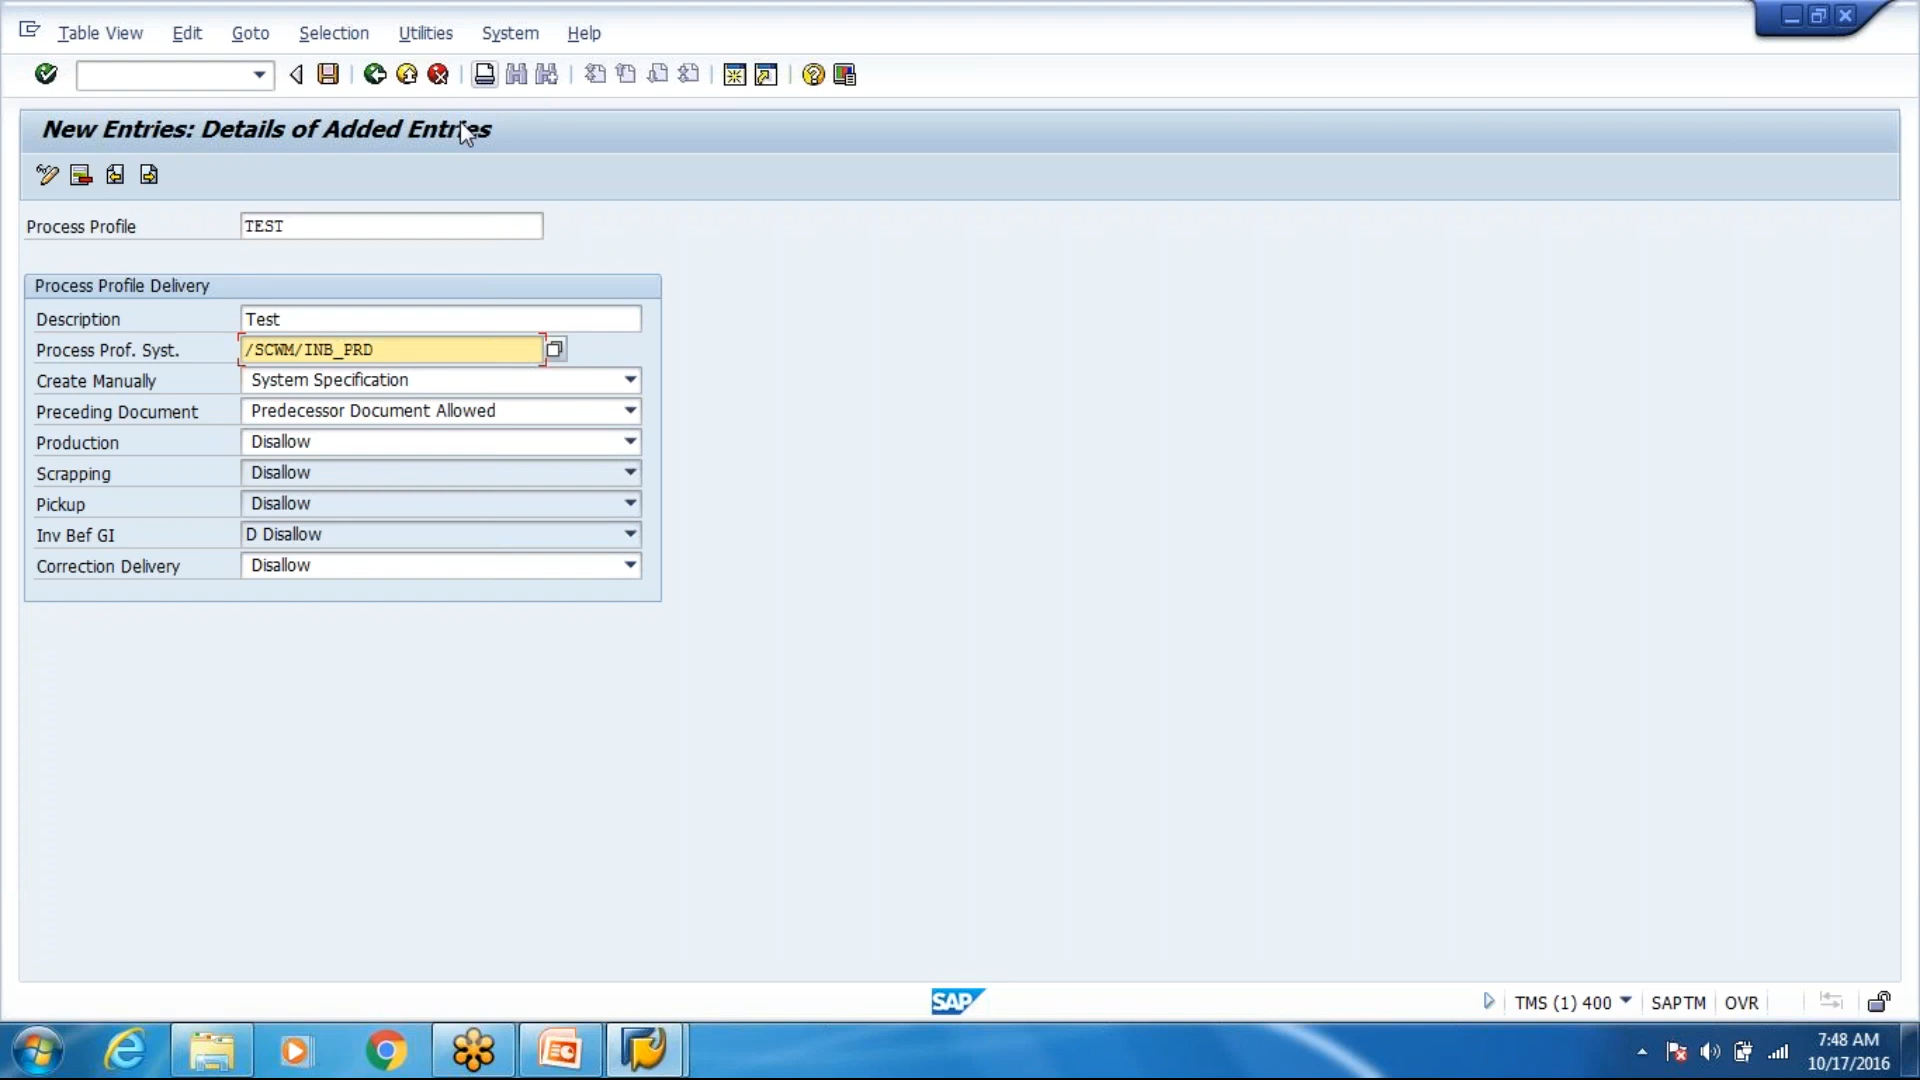 Table View Edit Goto Selection Utilities System Help
New Entries: Details of Added Entries
Process Profile TEST
Process Profile Delivery
Description Test
Process Prof. Syst. /SCWM/INB_PRD
Create Manually System Specification
Preceding Document Predecessor Document Allowed
Production Disallow
Scrapping Disallow
Pickup Disallow
Inv Bef GI D Disallow
Correction Delivery Disallow
SAP TMS (1) 400 SAPTM OVR
7:48 AM
10/17/2016